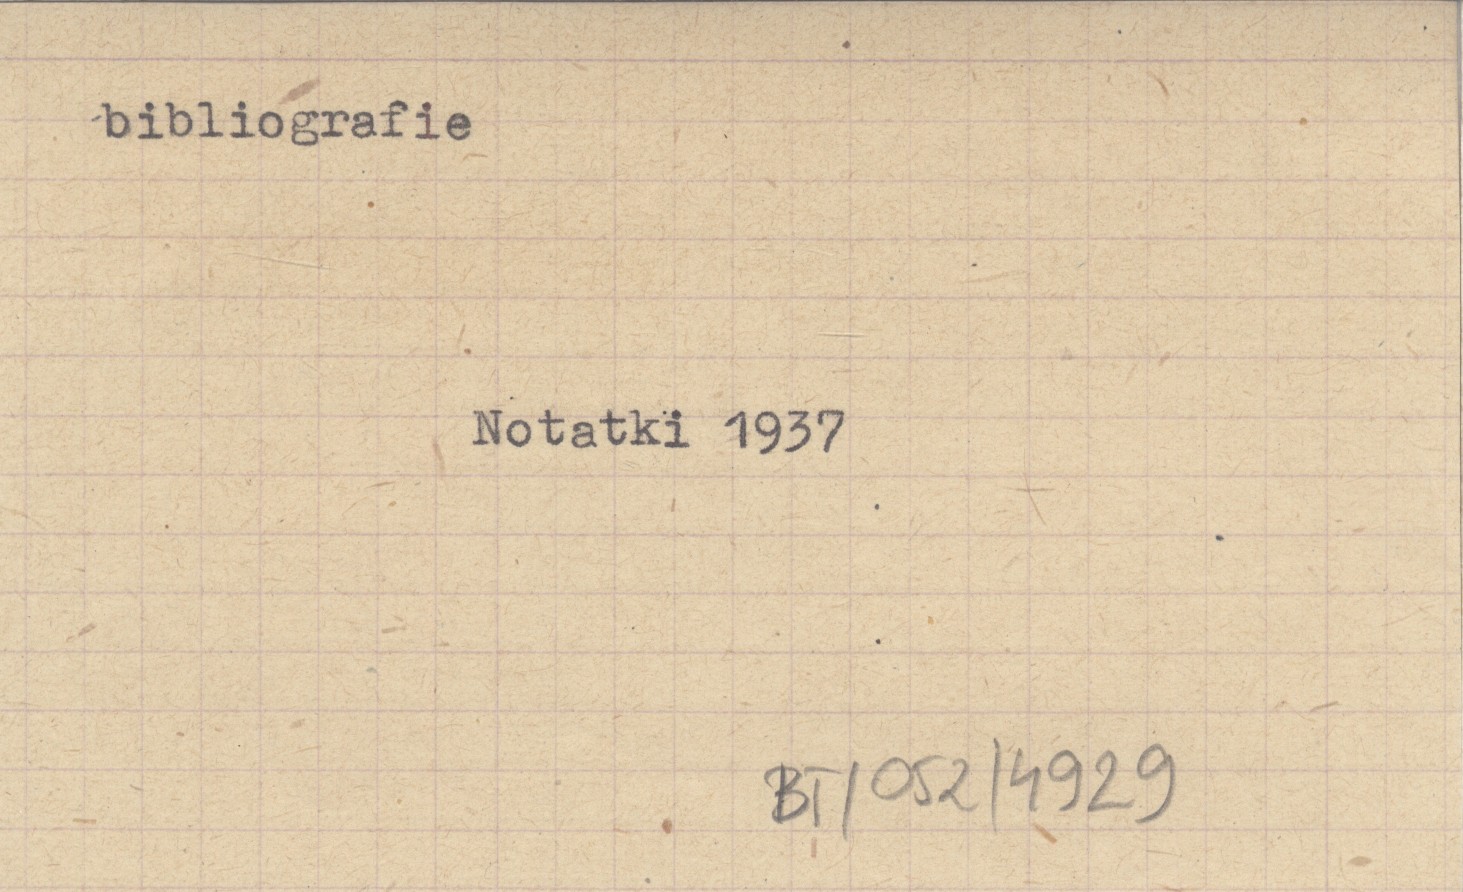 bibliografie
Notatki 1937
BT/052/4929